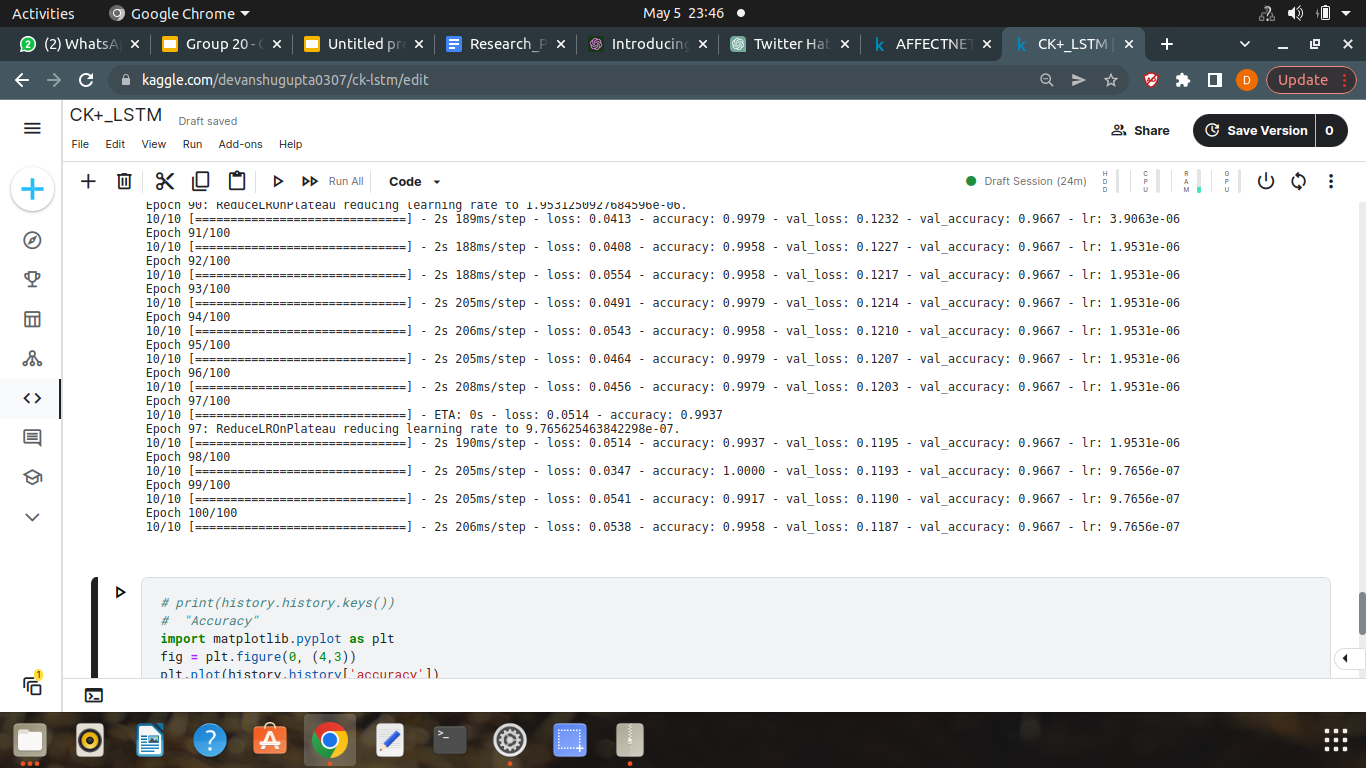 Activities
Google Chrome
May 5 23:46
(2) WhatsA
Group 20 - C
Untitled pre
Research_P
Introducing
Twitter Hat
AFFECTNET
CK+_LSTM
kaggle.com/devanshugupta0307/ck-lstm/edit
D
Update
CK+_LSTM
Draft saved
File Edit View Run Add-ons Help
Share
Save Version
0
Run All
Code
Draft Session (24m)
HDD
CPU
RAM
GPU
Epoch 90: ReduceLROnPlateau reducing learning rate to 1.9531250927684596e-06.
10/10 [==============================] - 2s 189ms/step - loss: 0.0413 - accuracy: 0.9979 - val_loss: 0.1232 - val_accuracy: 0.9667 - lr: 3.9063e-06
Epoch 91/100
10/10 [==============================] - 2s 188ms/step - loss: 0.0408 - accuracy: 0.9958 - val_loss: 0.1227 - val_accuracy: 0.9667 - lr: 1.9531e-06
Epoch 92/100
10/10 [==============================] - 2s 188ms/step - loss: 0.0554 - accuracy: 0.9958 - val_loss: 0.1217 - val_accuracy: 0.9667 - lr: 1.9531e-06
Epoch 93/100
10/10 [==============================] - 2s 205ms/step - loss: 0.0491 - accuracy: 0.9979 - val_loss: 0.1214 - val_accuracy: 0.9667 - lr: 1.9531e-06
Epoch 94/100
10/10 [==============================] - 2s 206ms/step - loss: 0.0543 - accuracy: 0.9958 - val_loss: 0.1210 - val_accuracy: 0.9667 - lr: 1.9531e-06
Epoch 95/100
10/10 [==============================] - 2s 205ms/step - loss: 0.0464 - accuracy: 0.9979 - val_loss: 0.1207 - val_accuracy: 0.9667 - lr: 1.9531e-06
Epoch 96/100
10/10 [==============================] - 2s 208ms/step - loss: 0.0456 - accuracy: 0.9979 - val_loss: 0.1203 - val_accuracy: 0.9667 - lr: 1.9531e-06
Epoch 97/100
10/10 [==============================] - ETA: 0s - loss: 0.0514 - accuracy: 0.9937
Epoch 97: ReduceLROnPlateau reducing learning rate to 9.765625463842298e-07.
10/10 [==============================] - 2s 190ms/step - loss: 0.0514 - accuracy: 0.9937 - val_loss: 0.1195 - val_accuracy: 0.9667 - lr: 1.9531e-06
Epoch 98/100
10/10 [==============================] - 2s 205ms/step - loss: 0.0347 - accuracy: 1.0000 - val_loss: 0.1193 - val_accuracy: 0.9667 - lr: 9.7656e-07
Epoch 99/100
10/10 [==============================] - 2s 205ms/step - loss: 0.0541 - accuracy: 0.9917 - val_loss: 0.1190 - val_accuracy: 0.9667 - lr: 9.7656e-07
Epoch 100/100
10/10 [==============================] - 2s 206ms/step - loss: 0.0538 - accuracy: 0.9958 - val_loss: 0.1187 - val_accuracy: 0.9667 - lr: 9.7656e-07
# print(history.history.keys())
# "Accuracy"
import matplotlib.pyplot as plt
fig = plt.figure(0, (4,3))
plt.plot(history.history['accuracy'])
1